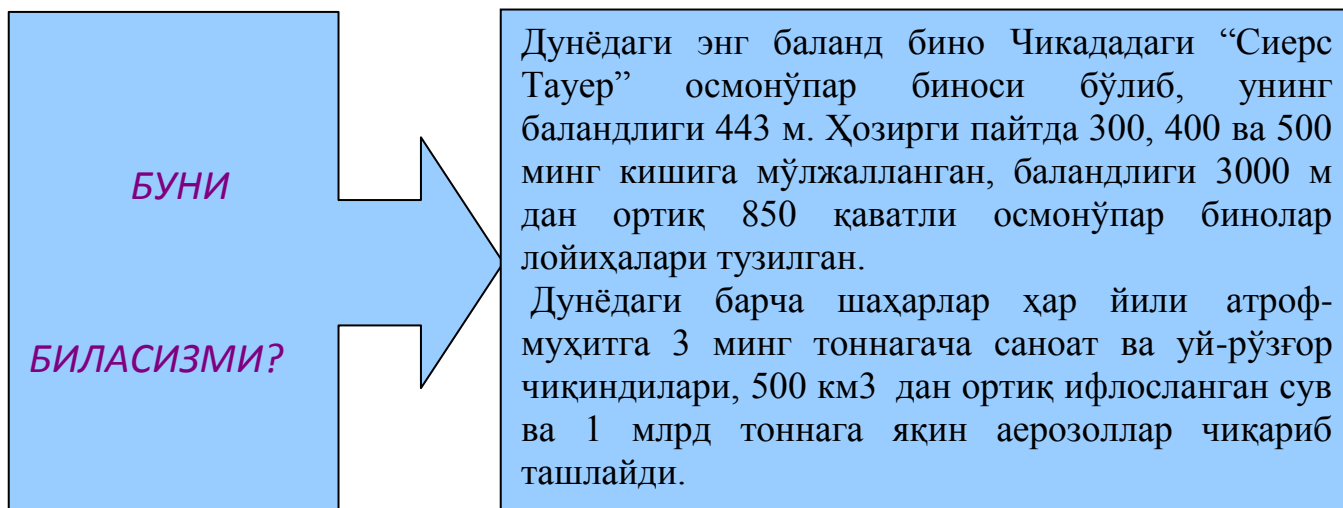 БУНИ
БИЛАСИЗМИ?
Дунёдаги энг баланд бино Чикададаги “Сиерс
Тауер” осмонўпар биноси бўлиб, унинг
баландлиги 443 м. Ҳозирги пайтда 300, 400 ва 500
минг кишига мўлжалланган, баландлиги 3000 м
дан ортиқ 850 қаватли осмонўпар бинолар
лойиҳалари тузилган.
Дунёдаги барча шаҳарлар ҳар йили атроф-
муҳитга 3 минг тоннагача саноат ва уй-рўзғор
чиқиндилари, 500 км3 дан ортиқ ифлосланган сув
ва 1 млрд тоннага яқин аерозоллар чиқариб
ташлайди.